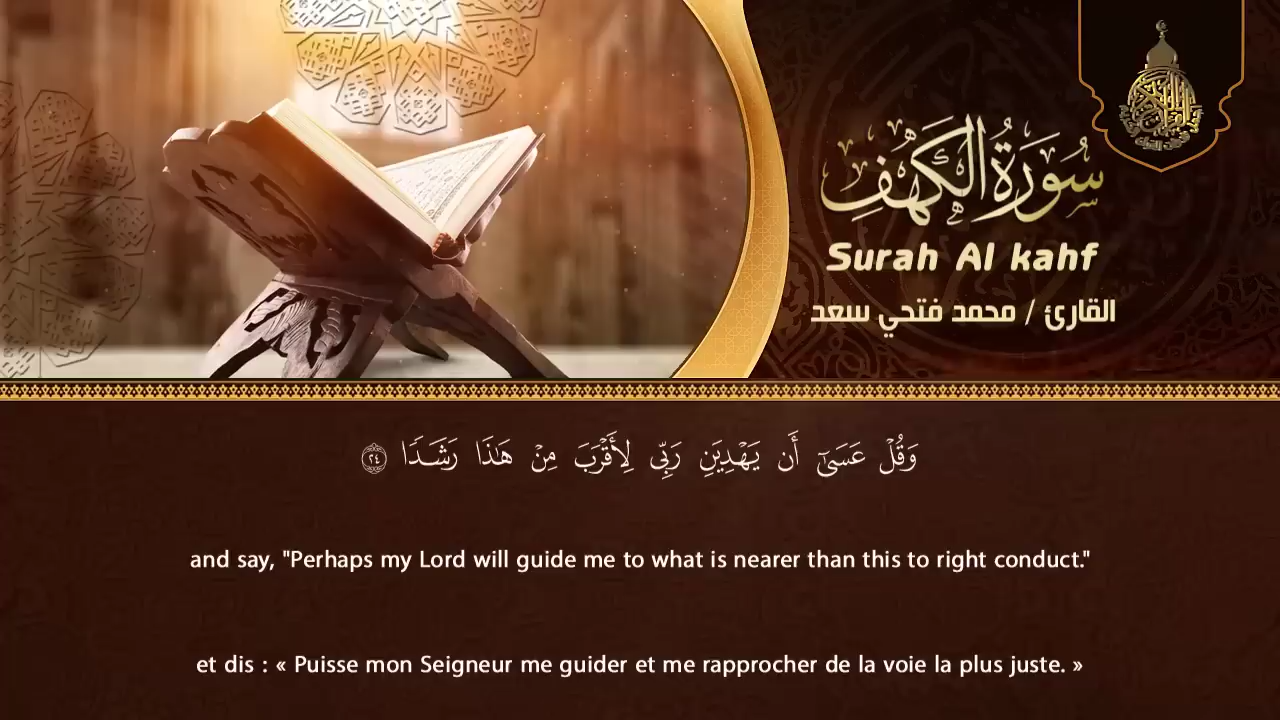 سُورَةُ الكَهْفِ
Surah Al kahf
القارئ / محمد فتحي سعد
وَقُلْ عَسَىٰٓ أَن يَهْدِيَنِ رَبِّى لِأَقْرَبَ مِنْ هَٰذَا رَشَدًا ٢٤
and say, "Perhaps my Lord will guide me to what is nearer than this to right conduct."
et dis : « Puisse mon Seigneur me guider et me rapprocher de la voie la plus juste. »